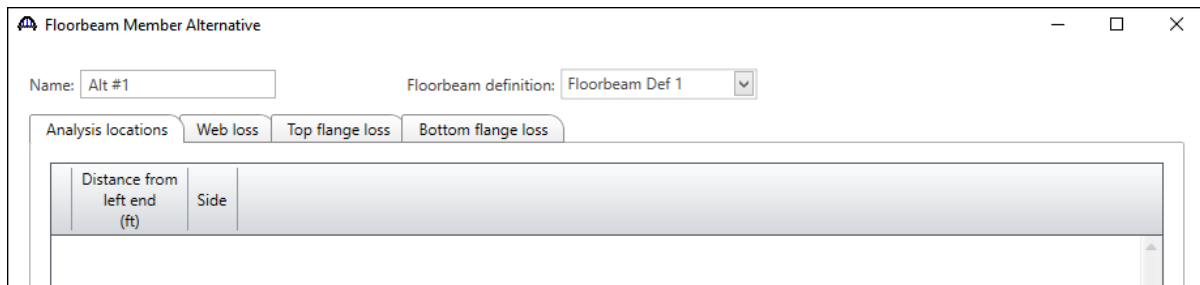 Floorbeam Member Alternative
Name: Alt #1 Floorbeam definition: Floorbeam Def 1
Analysis locations Web loss Top flange loss Bottom flange loss
Distance from
left end
(ft)
Side